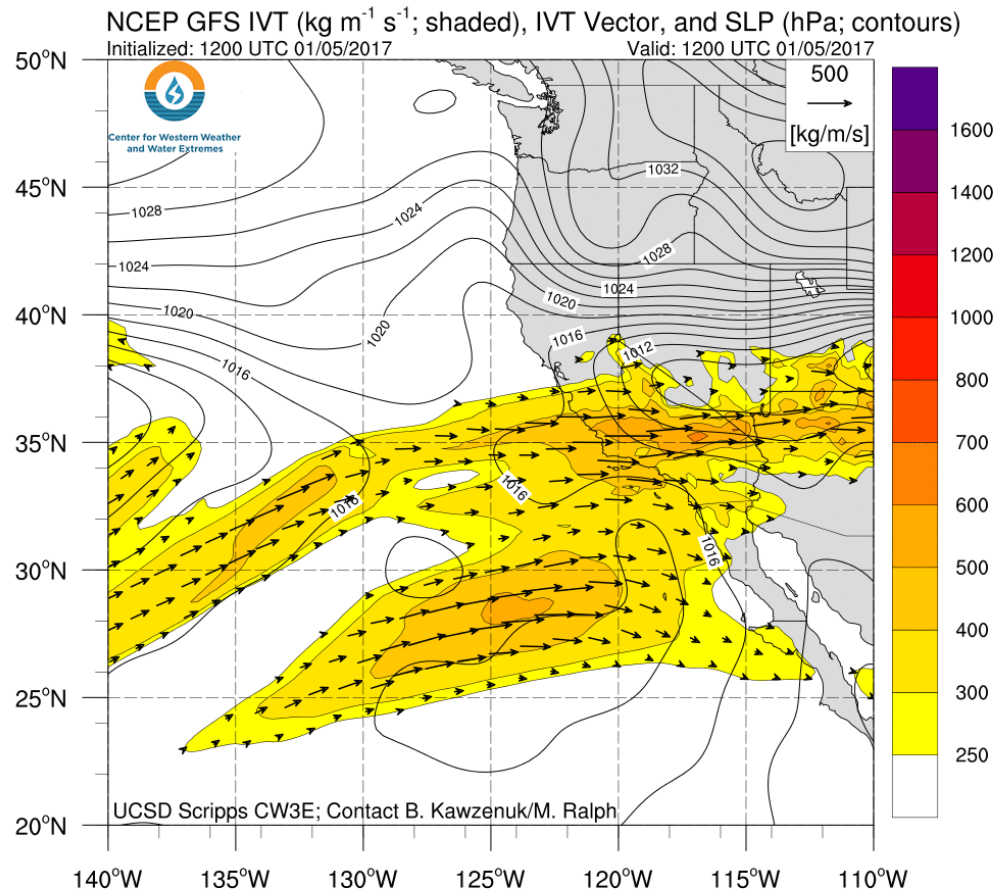 NCEP GFS IVT (kg m⁻¹ s⁻¹; shaded), IVT Vector, and SLP (hPa; contours)
Initialized: 1200 UTC 01/05/2017
Valid: 1200 UTC 01/05/2017
50°N
45°N
40°N
35°N
30°N
25°N
20°N
Center for Western Weather
and Water Extremes
500
[kg/m/s]
1032
1028
1024
1028
1024
1024
1020
1020
1020
1016
1012
1016
1016
1016
1016
UCSD Scripps CW3E; Contact B. Kawzenuk/M. Ralph
140°W
135°W
130°W
125°W
120°W
115°W
110°W
1600
1400
1200
1000
800
700
600
500
400
300
250